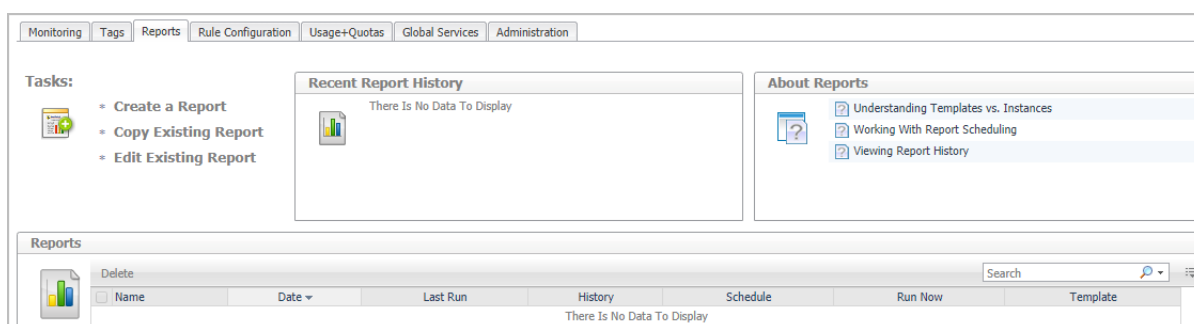 Monitoring Tags Reports Rule Configuration Usage+Quotas Global Services Administration
Tasks:
Create a Report
Copy Existing Report
Edit Existing Report
Recent Report History
There Is No Data To Display
About Reports
Understanding Templates vs. Instances
Working With Report Scheduling
Viewing Report History
Reports
Delete
Search
Name Date Last Run History Schedule Run Now Template
There Is No Data To Display